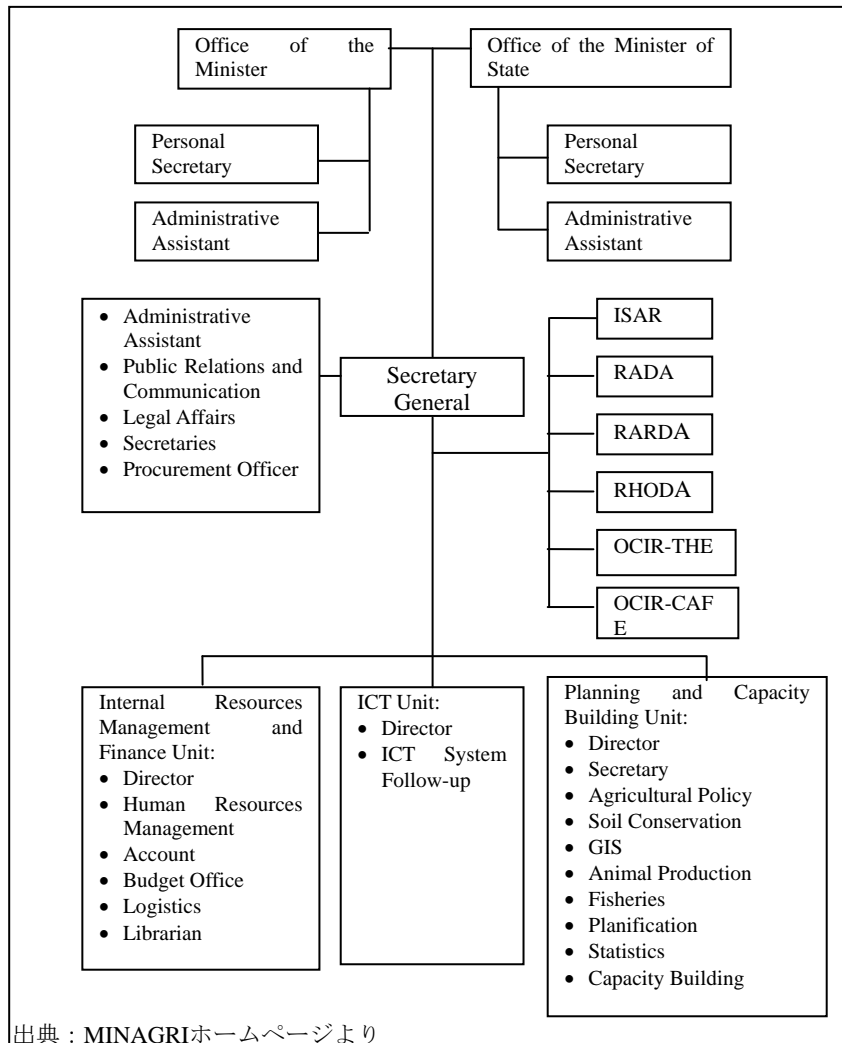 Office of the
Minister
Office of the Minister of
State
Personal
Secretary
Administrative
Assistant
Personal
Secretary
Administrative
Assistant
• Administrative
Assistant
• Public Relations and
Communication
• Legal Affairs
• Secretaries
• Procurement Officer
Secretary
General
ISAR
RADA
RARDA
RHODA
OCIR-THE
OCIR-CAF
E
Internal Resources
Management and
Finance Unit:
• Director
• Human Resources
Management
• Account
• Budget Office
• Logistics
• Librarian
ICT Unit:
• Director
• ICT System
Follow-up
Planning and Capacity
Building Unit:
• Director
• Secretary
• Agricultural Policy
• Soil Conservation
• GIS
• Animal Production
• Fisheries
• Planification
• Statistics
• Capacity Building
出典：MINAGRIホームページより